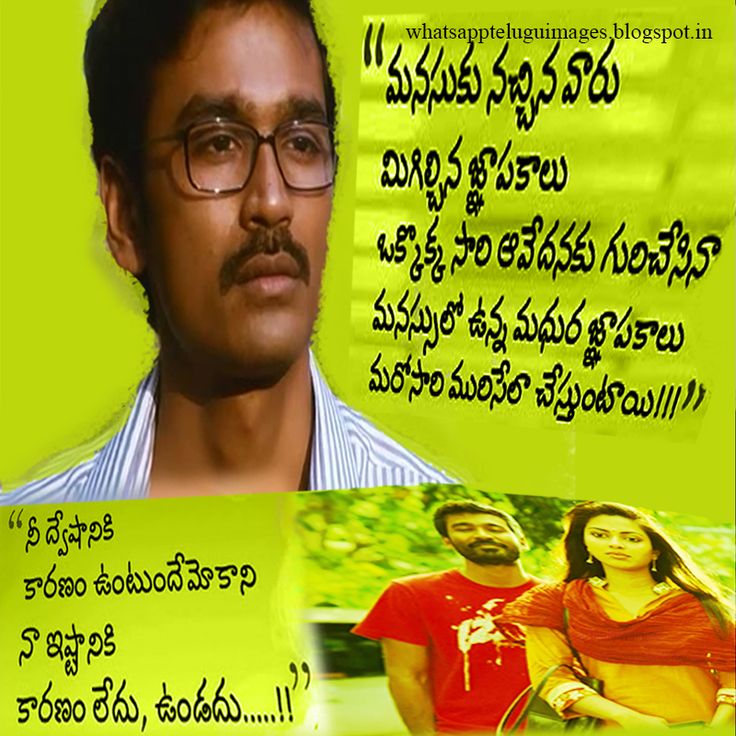 whatsappteluguimages.blogspot.in
“మనసుకు నచ్చిన వారు
మిగిల్చిన జ్ఞాపకాలు
ఒక్కొక్క సారి ఆవేదనకు గురిచేసినా
మనస్సులో ఉన్న మధుర జ్ఞాపకాలు
మరోసారి మురిసేలా చేస్తుంటాయి!!!”
“నీ ద్వేషానికి
కారణం ఉంటుందేమో కాని
నా ఇష్టానికి
కారణం లేదు, ఉండదు.....!!”